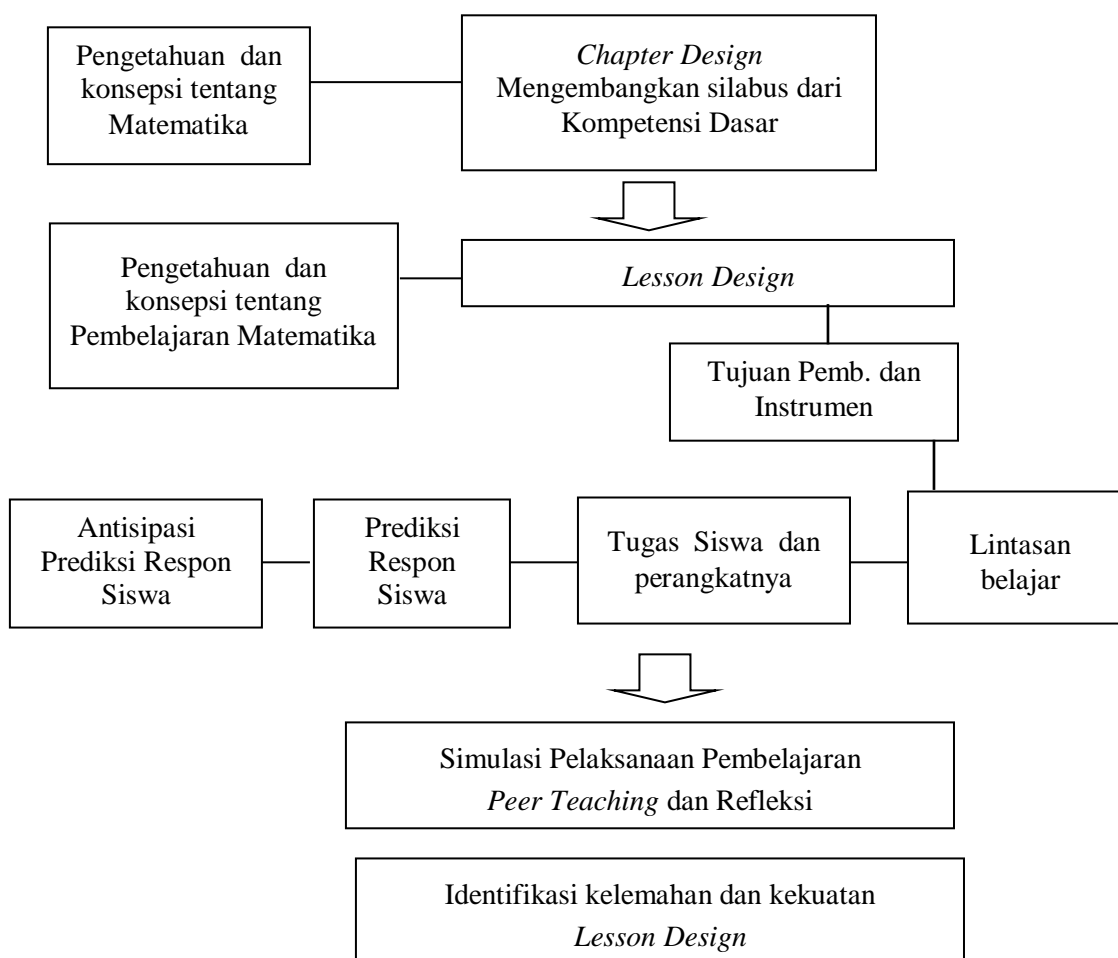 Pengetahuan dan
konsepsi tentang
Matematika
Chapter Design
Mengembangkan silabus dari
Kompetensi Dasar
Pengetahuan dan
konsepsi tentang
Pembelajaran Matematika
Lesson Design
Tujuan Pemb. dan
Instrumen
Antisipasi
Prediksi Respon
Siswa
Prediksi
Respon
Siswa
Tugas Siswa dan
perangkatnya
Lintasan
belajar
Simulasi Pelaksanaan Pembelajaran
Peer Teaching dan Refleksi
Identifikasi kelemahan dan kekuatan
Lesson Design